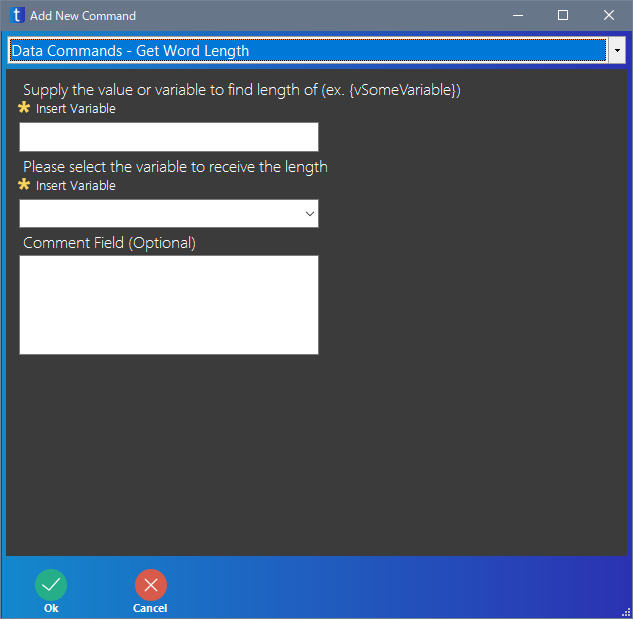 t Add New Command
Data Commands - Get Word Length
Supply the value or variable to find length of (ex. {vSomeVariable})
Insert Variable
Please select the variable to receive the length
Insert Variable
Comment Field (Optional)
Ok Cancel